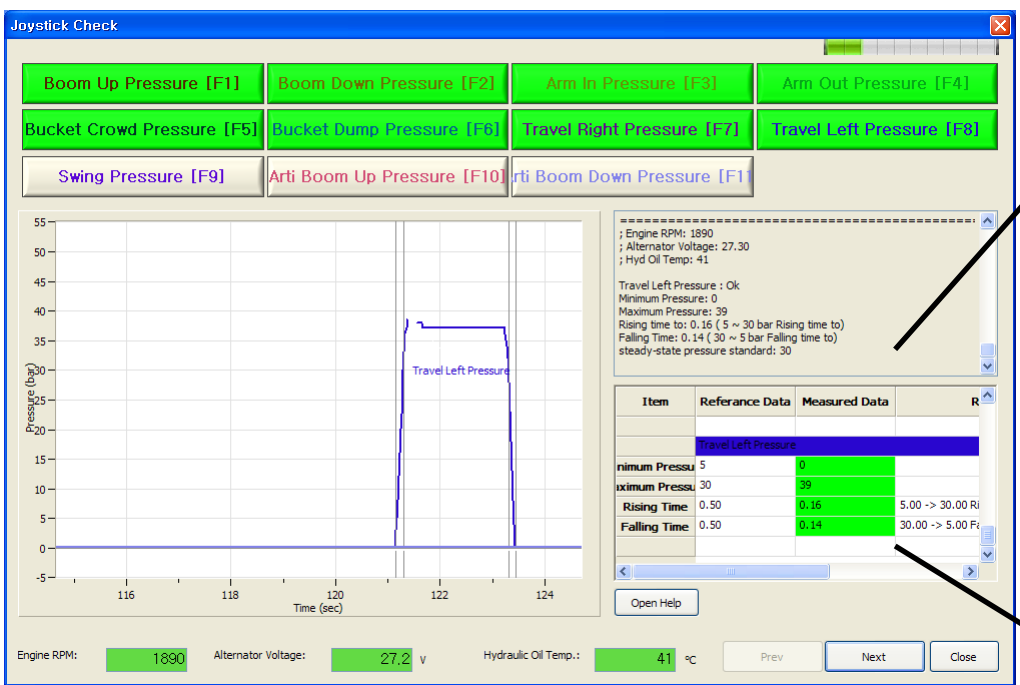 Joystick Check
Boom Up Pressure [F1]
Boom Down Pressure [F2]
Arm In Pressure [F3]
Arm Out Pressure [F4]
Bucket Crowd Pressure [F5]
Bucket Dump Pressure [F6]
Travel Right Pressure [F7]
Travel Left Pressure [F8]
Swing Pressure [F9]
Arti Boom Up Pressure [F10]
rti Boom Down Pressure [F11
55
50
45
40
35
30
25
20
15
10
5
0
-5
Pressure (bar)
Travel Left Pressure
116 118 120 122 124
Time (sec)
================================================
; Engine RPM: 1890
; Alternator Voltage: 27.30
; Hyd Oil Temp: 41
Travel Left Pressure : Ok
Minimum Pressure: 0
Maximum Pressure: 39
Rising time to: 0.16 ( 5 ~ 30 bar Rising time to)
Falling Time: 0.14 ( 30 ~ 5 bar Falling time to)
steady-state pressure standard: 30
Item Referance Data Measured Data R
Travel Left Pressure
nimum Pressu 5 0
aximum Pressu 30 39
Rising Time 0.50 0.16 5.00 -> 30.00 Ri
Falling Time 0.50 0.14 30.00 -> 5.00 Fa
Open Help
Engine RPM: 1890 Alternator Voltage: 27.2 V Hydraulic Oil Temp.: 41 ℃ Prev Next Close